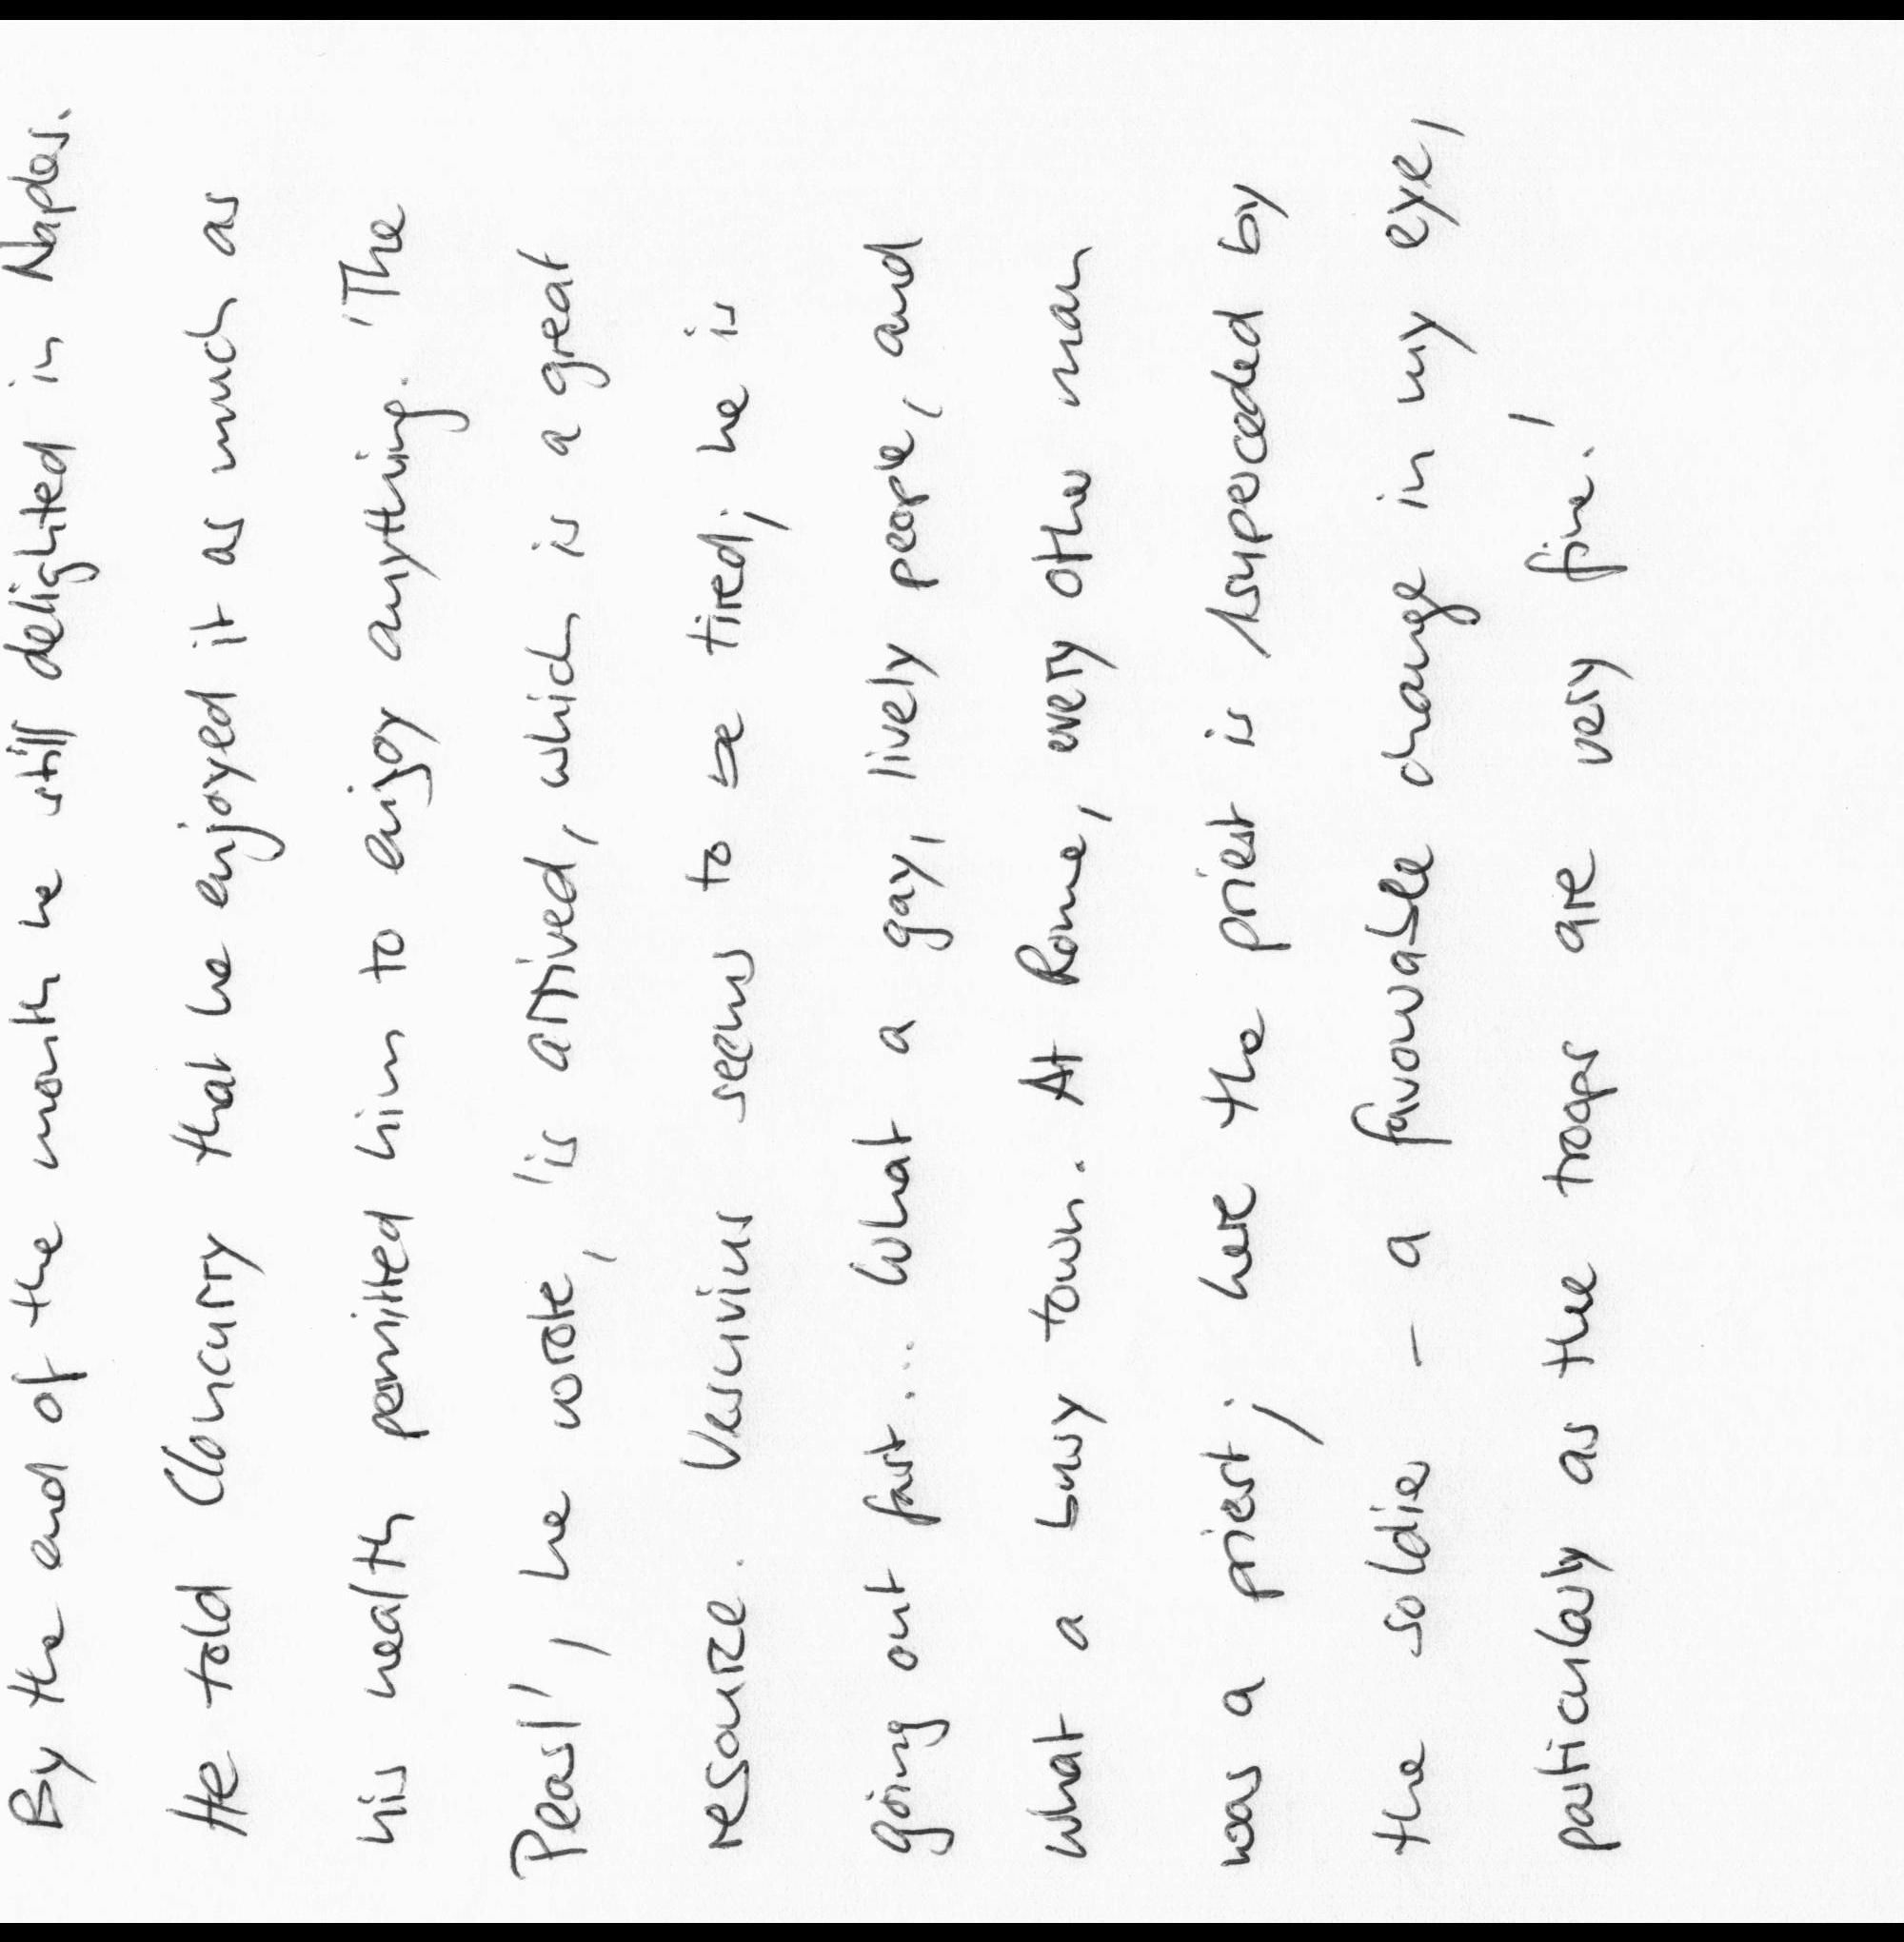 By the end of the month he still delighted in Naples.
He told Cloncurry that he enjoyed it as much as
his health permitted him to enjoy anything. 'The
Pearl', he wrote, 'is arrived, which is a great
resource. Vesuvius seems to be tired; he is
going out fast... What a gay, lively people, and
what a busy town. At Rome, every other man
was a priest; here the priest is superceded by
the soldier - a favourable change in my eye,
particularly as the troops are very fine.'